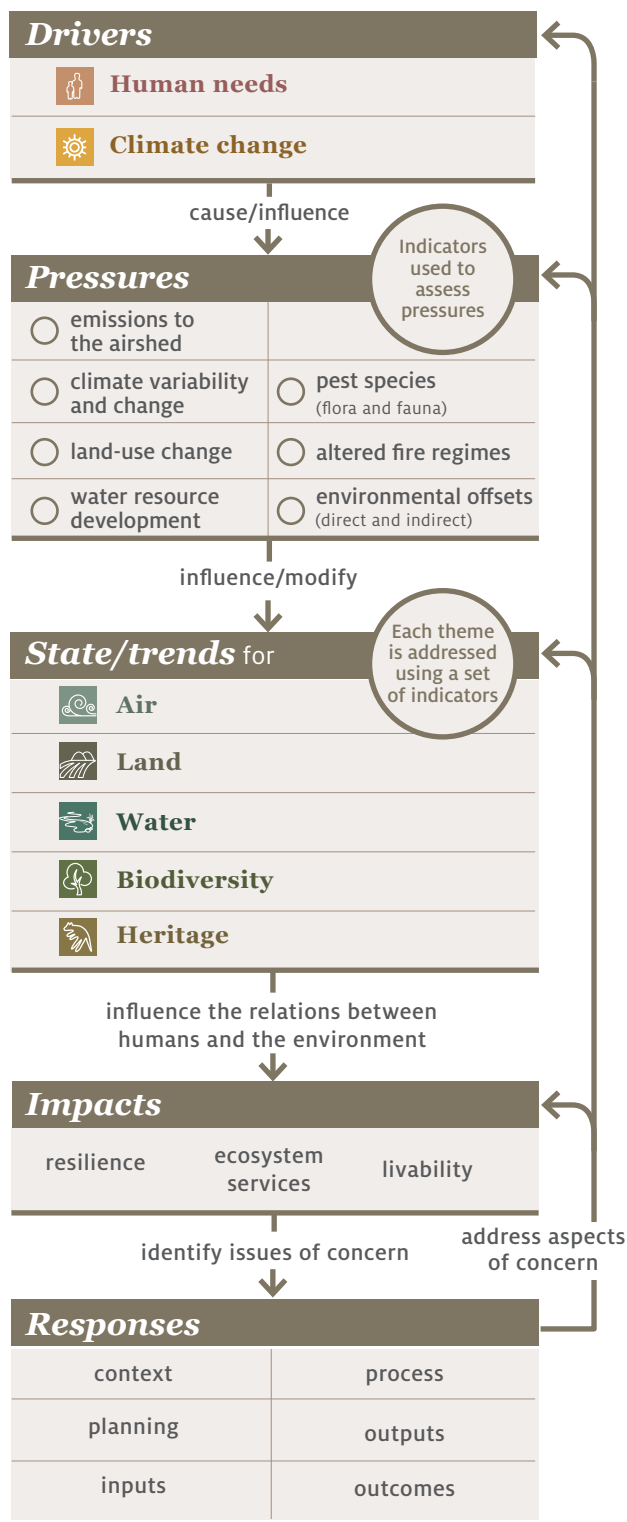 Drivers
Human needs
Climate change
cause/influence
Pressures
Indicators
used to
assess
pressures
emissions to
the airshed
climate variability
and change
pest species
(flora and fauna)
land-use change
altered fire regimes
water resource
development
environmental offsets
(direct and indirect)
influence/modify
State/trends for
Each theme
is addressed
using a set
of indicators
Air
Land
Water
Biodiversity
Heritage
influence the relations between
humans and the environment
Impacts
resilience
ecosystem
services
livability
identify issues of concern
address aspects
of concern
Responses
context
process
planning
outputs
inputs
outcomes